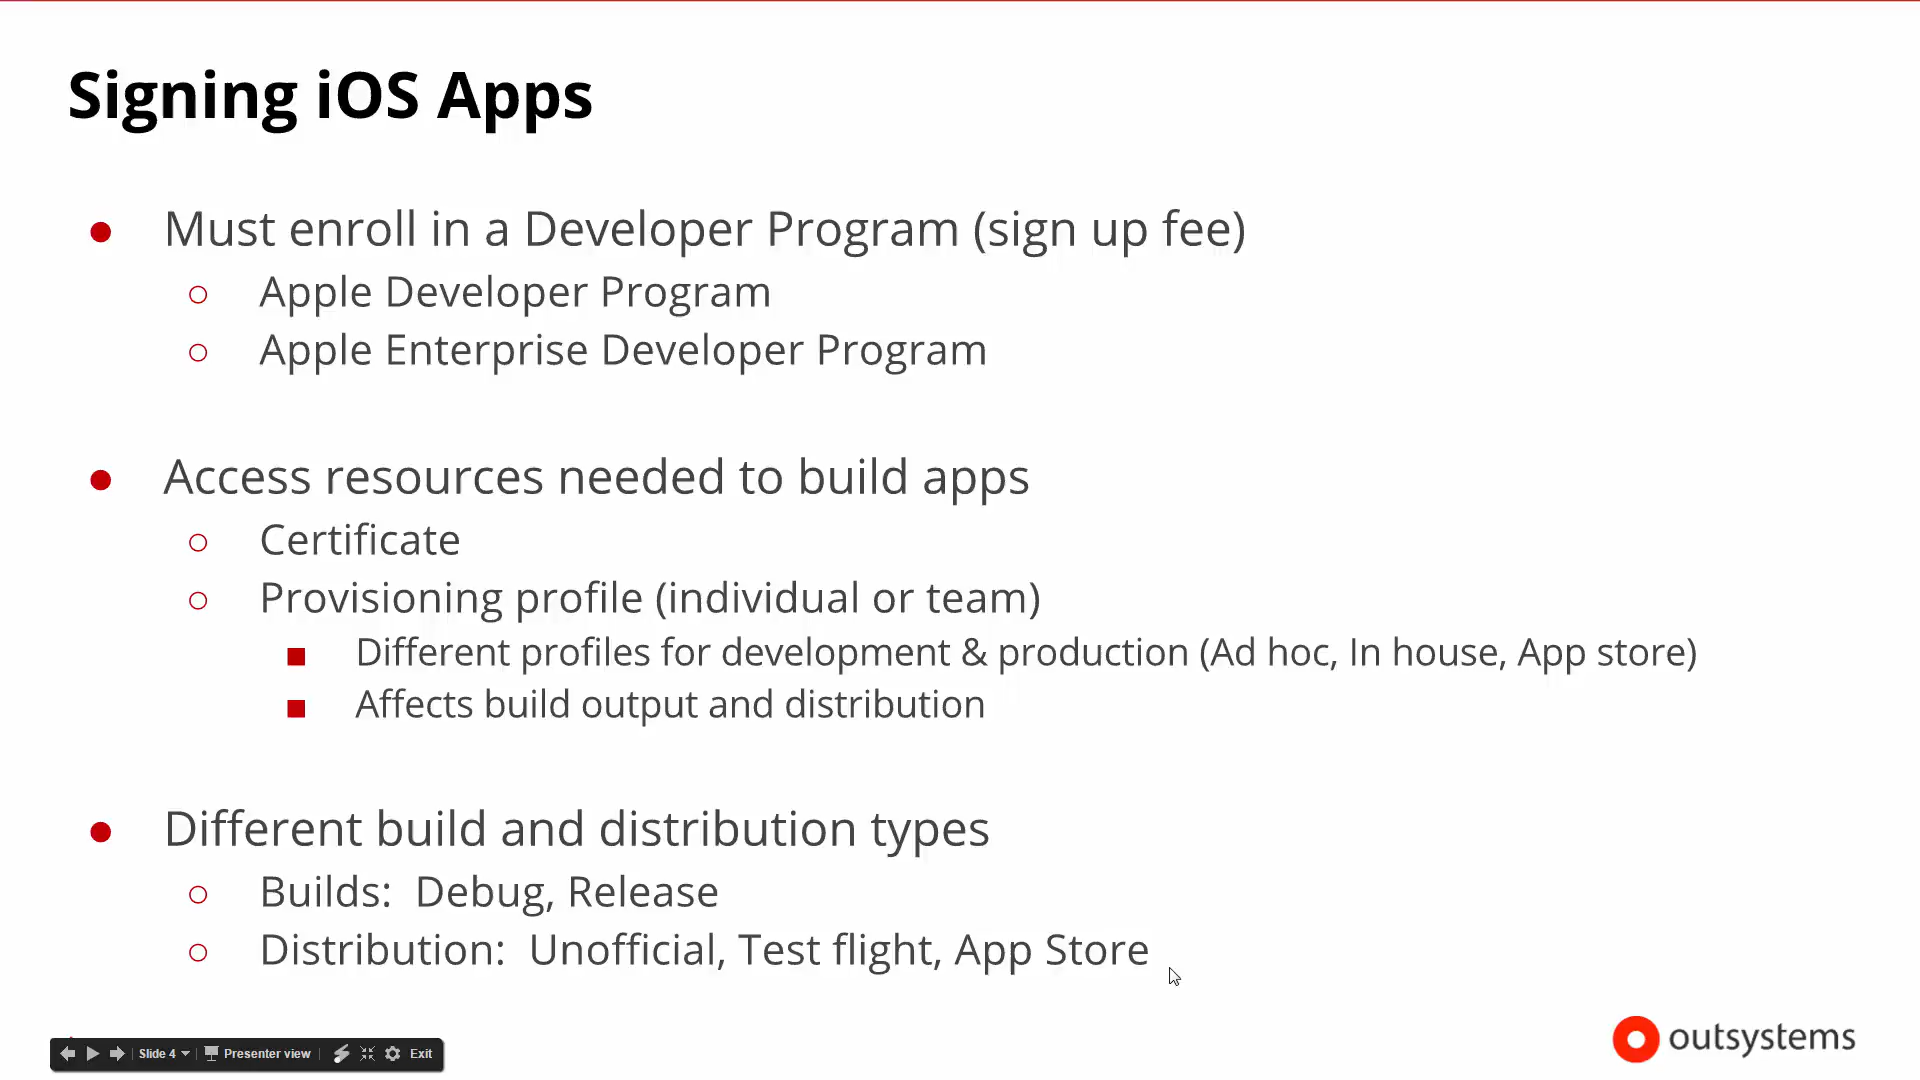 Signing iOS Apps
● Must enroll in a Developer Program (sign up fee)
○ Apple Developer Program
○ Apple Enterprise Developer Program
● Access resources needed to build apps
○ Certificate
○ Provisioning profile (individual or team)
■ Different profiles for development & production (Ad hoc, In house, App store)
■ Affects build output and distribution
● Different build and distribution types
○ Builds:  Debug, Release
○ Distribution:  Unofficial, Test flight, App Store
Slide 4 Presenter view Exit
outsystems